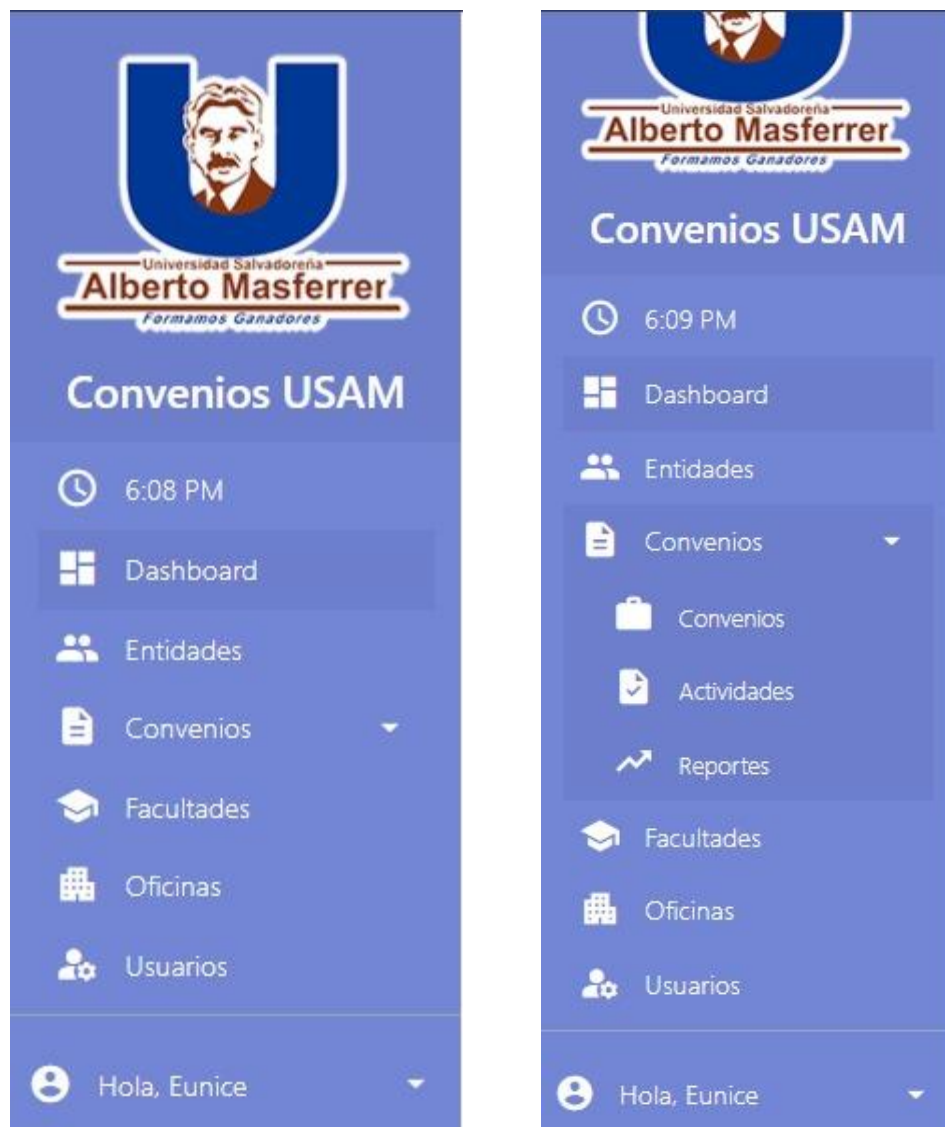 Universidad Salvadoreña
Alberto Masferrer
Formamos Ganadores
Convenios USAM
6:08 PM
Dashboard
Entidades
Convenios
Facultades
Oficinas
Usuarios
Hola, Eunice
Universidad Salvadoreña
Alberto Masferrer
Formamos Ganadores
Convenios USAM
6:09 PM
Dashboard
Entidades
Convenios
Convenios
Actividades
Reportes
Facultades
Oficinas
Usuarios
Hola, Eunice